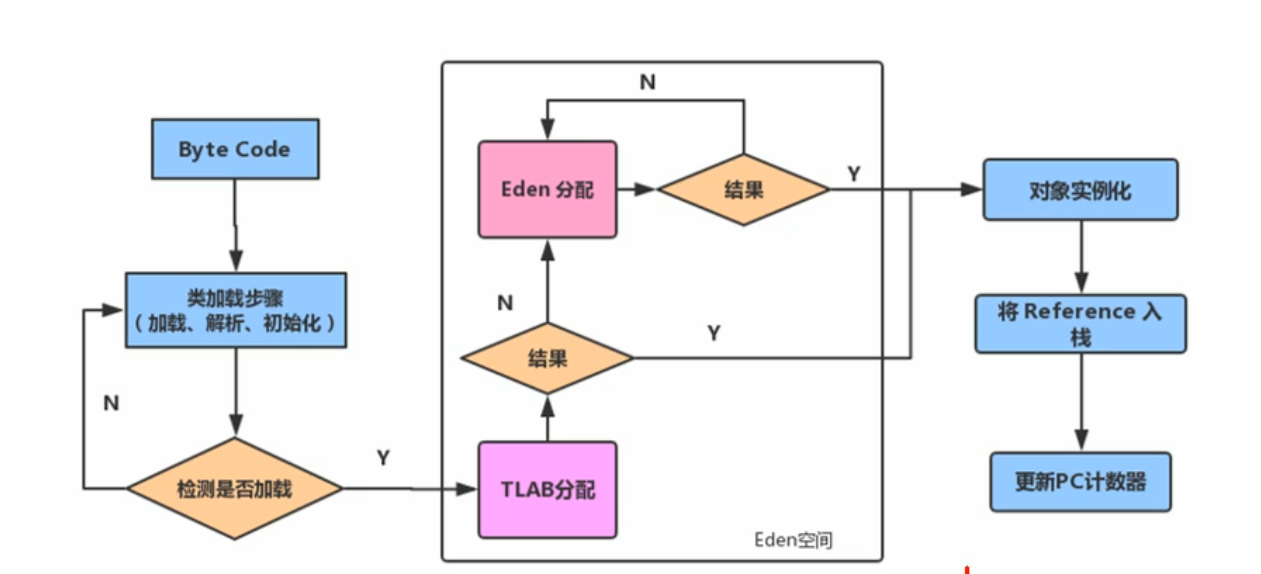 Byte Code
类加载步骤
（加载、解析、初始化）
N
检测是否加载
Y
N
Eden 分配
结果
Y
N
结果
Y
TLAB分配
Eden空间
对象实例化
将 Reference 入
栈
更新PC计数器